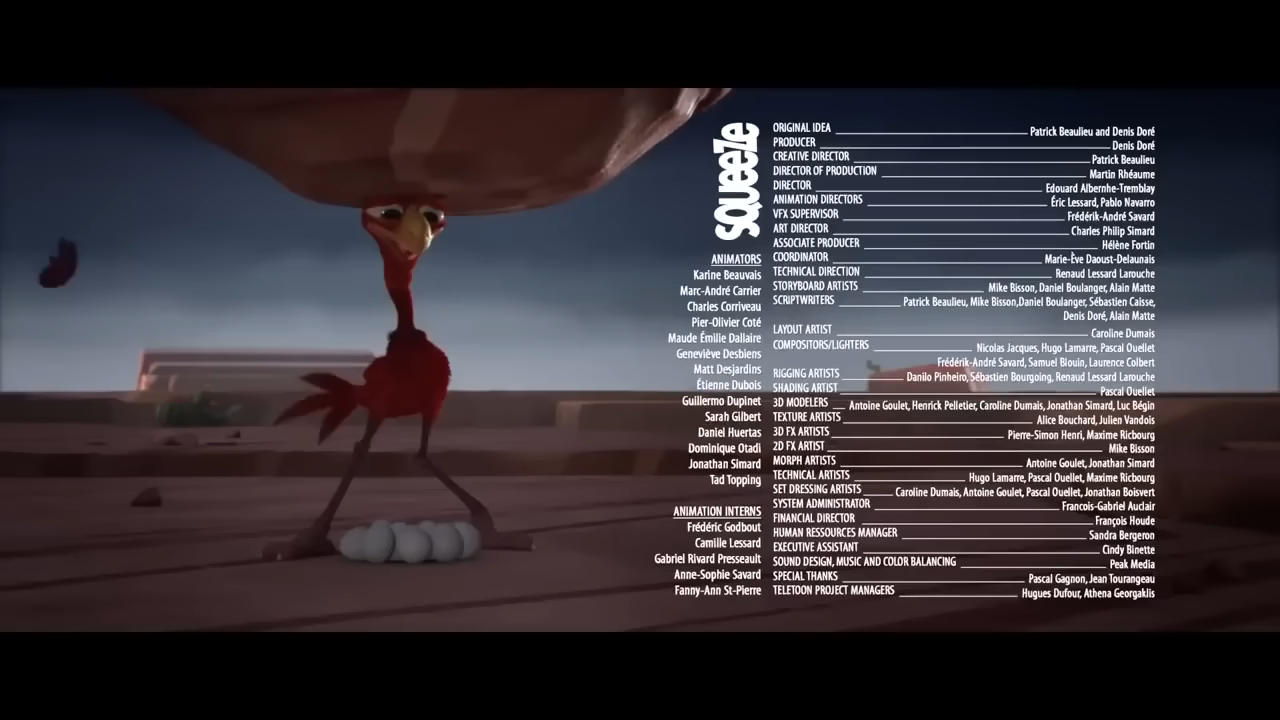 squeeze
ANIMATORS
Karine Beauvais
Marc-André Carrier
Charles Corriveau
Pier-Olivier Coté
Maude Émilie Dallaire
Geneviève Desbiens
Matt Desjardins
Étienne Dubois
Guillermo Dupinet
Sarah Gilbert
Daniel Huertas
Dominique Otadi
Jonathan Simard
Tad Topping
ANIMATION INTERNS
Frédéric Godbout
Camille Lessard
Gabriel Rivard Presseault
Anne-Sophie Savard
Fanny-Ann St-Pierre
ORIGINAL IDEA Patrick Beaulieu and Denis Doré
PRODUCER Denis Doré
CREATIVE DIRECTOR Patrick Beaulieu
DIRECTOR OF PRODUCTION Martin Rhéaume
DIRECTOR Edouard Albernhe-Tremblay
ANIMATION DIRECTORS Éric Lessard, Pablo Navarro
VFX SUPERVISOR Frédérik-André Savard
ART DIRECTOR Charles Philip Simard
ASSOCIATE PRODUCER Hélène Fortin
COORDINATOR Marie-Ève Daoust-Delaunais
TECHNICAL DIRECTION Renaud Lessard Larouche
STORYBOARD ARTISTS Mike Bisson, Daniel Boulanger, Alain Matte
SCRIPTWRITERS Patrick Beaulieu, Mike Bisson,Daniel Boulanger, Sébastien Caisse,
Denis Doré, Alain Matte
LAYOUT ARTIST Caroline Dumais
COMPOSITORS/LIGHTERS Nicolas Jacques, Hugo Lamarre, Pascal Ouellet
Frédérik-André Savard, Samuel Blouin, Laurence Colbert
RIGGING ARTISTS Danilo Pinheiro, Sébastien Bourgoing, Renaud Lessard Larouche
SHADING ARTIST Pascal Ouellet
3D MODELERS Antoine Goulet, Henrick Pelletier, Caroline Dumais, Jonathan Simard, Luc Bégin
TEXTURE ARTISTS Alice Bouchard, Julien Vandois
3D FX ARTISTS Pierre-Simon Henri, Maxime Ricbourg
2D FX ARTIST Mike Bisson
MORPH ARTISTS Antoine Goulet, Jonathan Simard
TECHNICAL ARTISTS Hugo Lamarre, Pascal Ouellet, Maxime Ricbourg
SET DRESSING ARTISTS Caroline Dumais, Antoine Goulet, Pascal Ouellet, Jonathan Boisvert
SYSTEM ADMINISTRATOR Francois-Gabriel Auclair
FINANCIAL DIRECTOR François Houde
HUMAN RESSOURCES MANAGER Sandra Bergeron
EXECUTIVE ASSISTANT Cindy Binette
SOUND DESIGN, MUSIC AND COLOR BALANCING Peak Media
SPECIAL THANKS Pascal Gagnon, Jean Tourangeau
TELETOON PROJECT MANAGERS Hugues Dufour, Athena Georgaklis